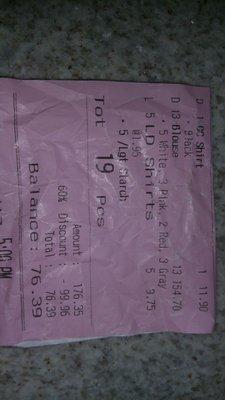 D 1 OC Shirt 1 11.90
· Black
D 13 Blouse 13 154.70
· 5 White, 3 Pink, 2 Red, 3 Gray
L 5 LD Shirts 5 9.75
@1.95
· 5 /Lgt Starch
Tot 19 Pcs
Amount : 176.35
60% Discount : - 99.96
Total : 76.39
Balance: 76.39
5:00 PM